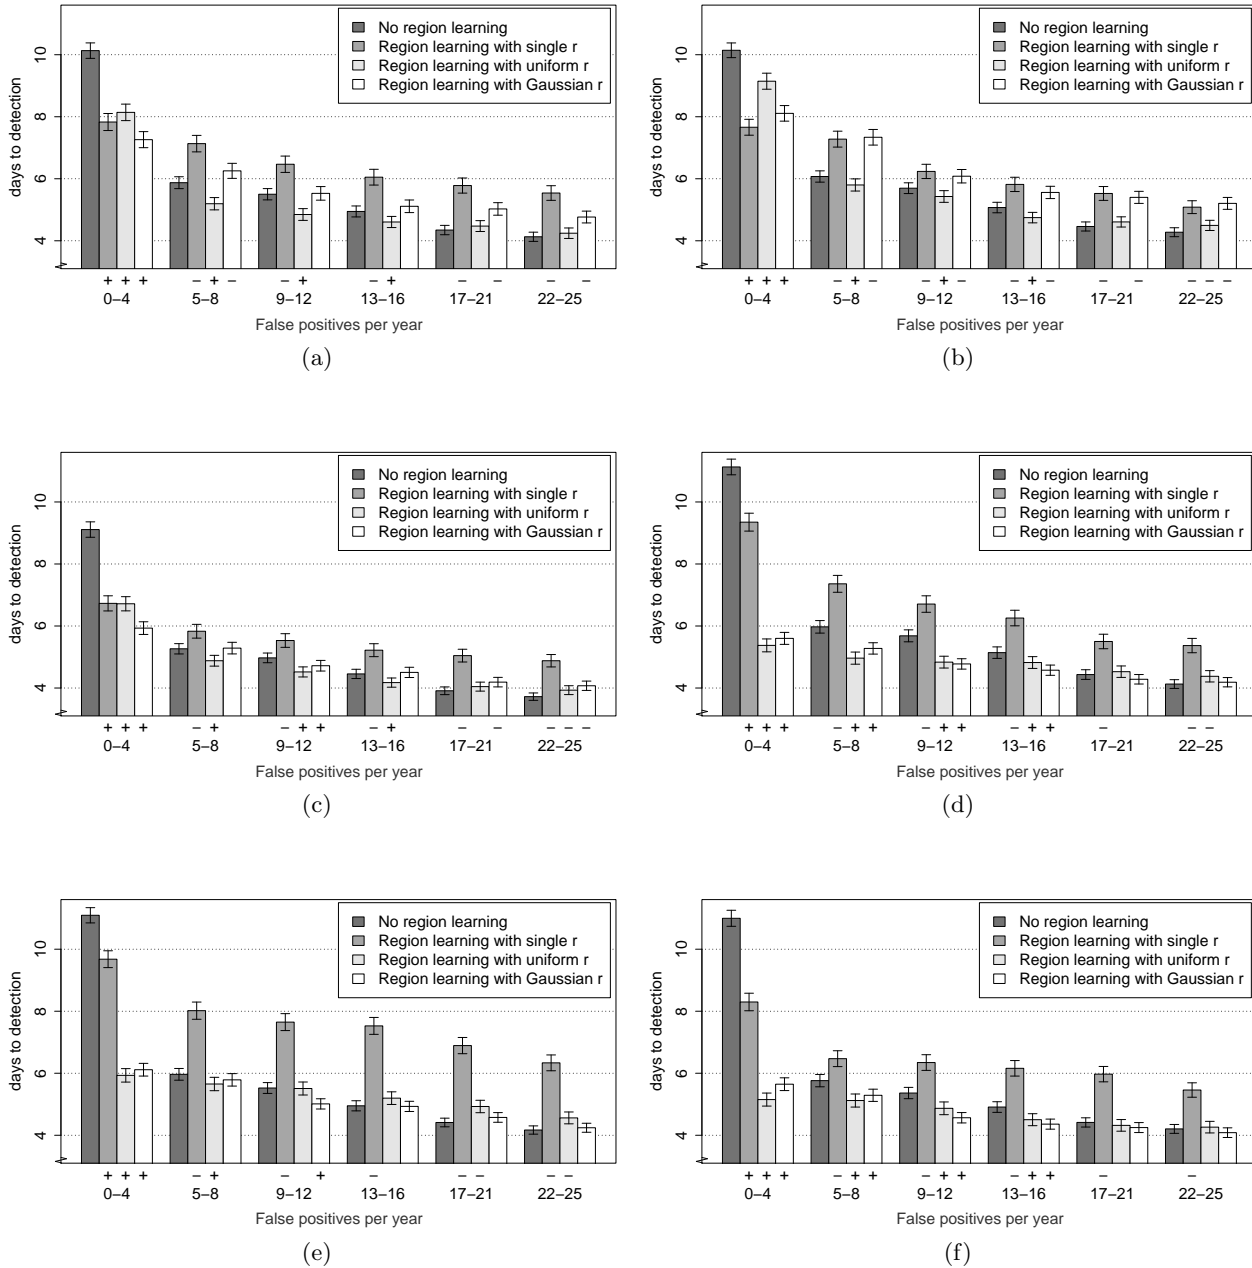 No region learning
Region learning with single r
Region learning with uniform r
Region learning with Gaussian r
days to detection
4 6 8 10
+ + + − + − − + − + − − − −
0−4 5−8 9−12 13−16 17−21 22−25
False positives per year
(a)
No region learning
Region learning with single r
Region learning with uniform r
Region learning with Gaussian r
days to detection
4 6 8 10
+ + + − + − − + − − + − − − − − −
0−4 5−8 9−12 13−16 17−21 22−25
False positives per year
(b)
No region learning
Region learning with single r
Region learning with uniform r
Region learning with Gaussian r
days to detection
4 6 8 10
+ + + − + − + + − + − − − − −
0−4 5−8 9−12 13−16 17−21 22−25
False positives per year
(c)
No region learning
Region learning with single r
Region learning with uniform r
Region learning with Gaussian r
days to detection
4 6 8 10
+ + + − + + − + + − + + − − −
0−4 5−8 9−12 13−16 17−21 22−25
False positives per year
(d)
No region learning
Region learning with single r
Region learning with uniform r
Region learning with Gaussian r
days to detection
4 6 8 10
+ + + − + − + − − − − −
0−4 5−8 9−12 13−16 17−21 22−25
False positives per year
(e)
No region learning
Region learning with single r
Region learning with uniform r
Region learning with Gaussian r
days to detection
4 6 8 10
+ + + − + + − + + − + + − −
0−4 5−8 9−12 13−16 17−21 22−25
False positives per year
(f)